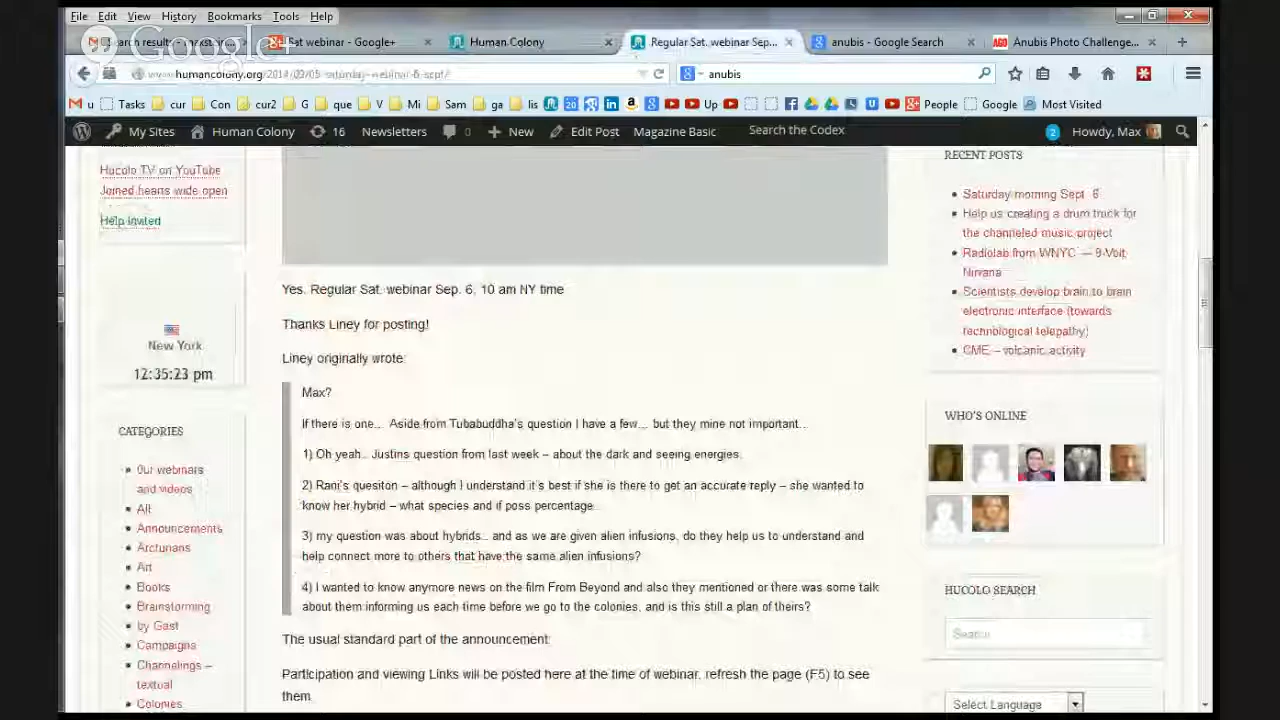 File Edit View History Bookmarks Tools Help
Google+
Sat webinar - Google+
Human Colony
Regular Sat. webinar Sep...
anubis - Google Search
Anubis Photo Challenge...
anubis
u Tasks cur Con cur2 G que V Mi Sam ga lis Up People Google Most Visited
My Sites Human Colony 16 Newsletters 0 New Edit Post Magazine Basic Search the Codex 2 Howdy, Max
Hucolo TV on YouTube
Joined hearts wide open
Help invited
New York
12:35:23 pm
CATEGORIES
Our webinars
and videos
All
Announcements
Arcturians
Art
Books
Brainstorming
by Gast
Campaigns
Channelings –
textual
Colonies
Yes. Regular Sat. webinar Sep. 6, 10 am NY time
Thanks Liney for posting!
Liney originally wrote:
Max?
If there is one... Aside from Tubabuddha's question I have a few... but they mine not important...
1) Oh yeah.. Justins question from last week – about the dark and seeing energies.
2) Rani's quesiton – although I understand it's best if she is there to get an accurate reply – she wanted to
know her hybrid – what species and if poss percentage..
3) my question was about hybrids... and as we are given alien infusions, do they help us to understand and
help connect more to others that have the same alien infusions?
4) I wanted to know anymore news on the film From Beyond and also they mentioned or there was some talk
about them informing us each time before we go to the colonies, and is this still a plan of theirs?
The usual standard part of the announcement:
Participation and viewing Links will be posted here at the time of webinar, refresh the page (F5) to see
them.
RECENT POSTS
Saturday morning Sept 6
Help us creating a drum track for
the channeled music project
Radiolab from WNYC — 9-Volt
Nirvana
Scientists develop brain to brain
electronic interface (towards
technological telepathy)
CME – volcanic activity
WHO'S ONLINE
HUCOLO SEARCH
Search
Select Language